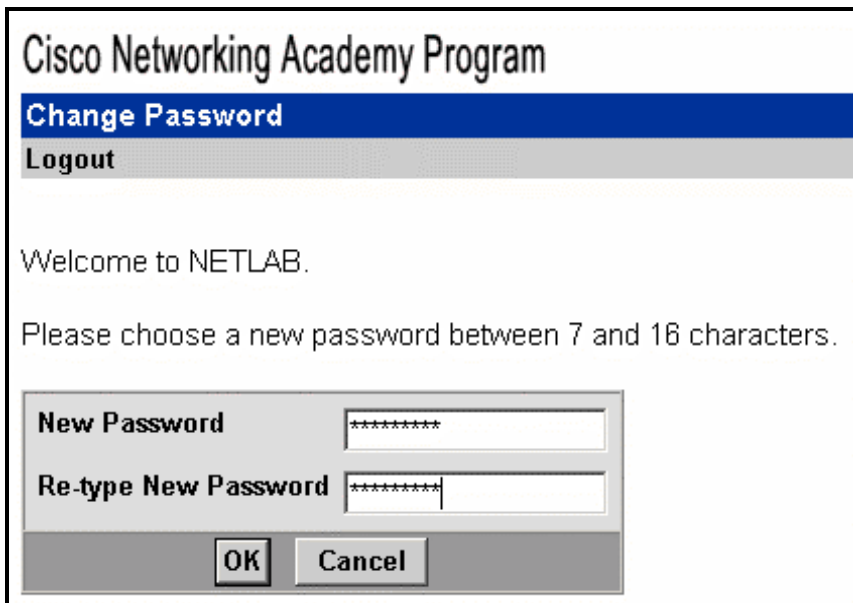 Cisco Networking Academy Program
Change Password
Logout
Welcome to NETLAB.
Please choose a new password between 7 and 16 characters.
New Password *********
Re-type New Password *********
OK Cancel